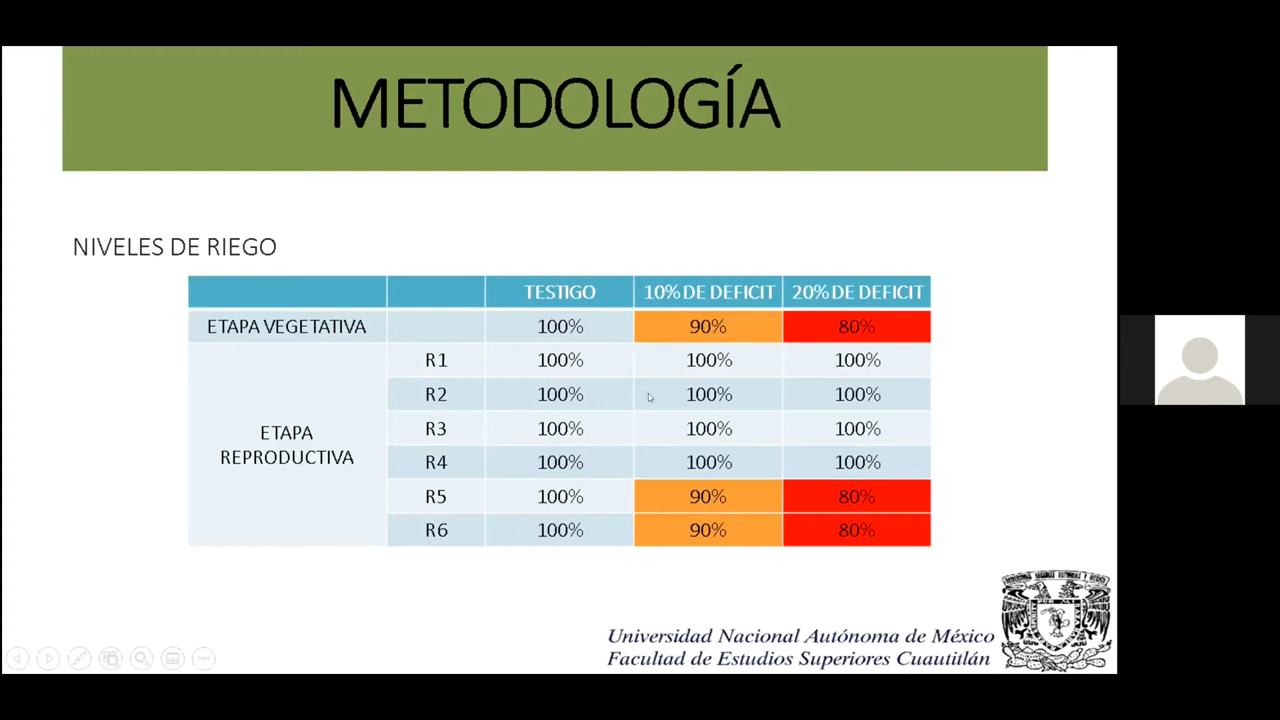 METODOLOGÍA
NIVELES DE RIEGO
TESTIGO 10% DE DEFICIT 20% DE DEFICIT
ETAPA VEGETATIVA 100% 90% 80%
R1 100% 100% 100%
R2 100% 100% 100%
R3 100% 100% 100%
ETAPA
REPRODUCTIVA
R4 100% 100% 100%
R5 100% 90% 80%
R6 100% 90% 80%
Universidad Nacional Autónoma de México
Facultad de Estudios Superiores Cuautitlán